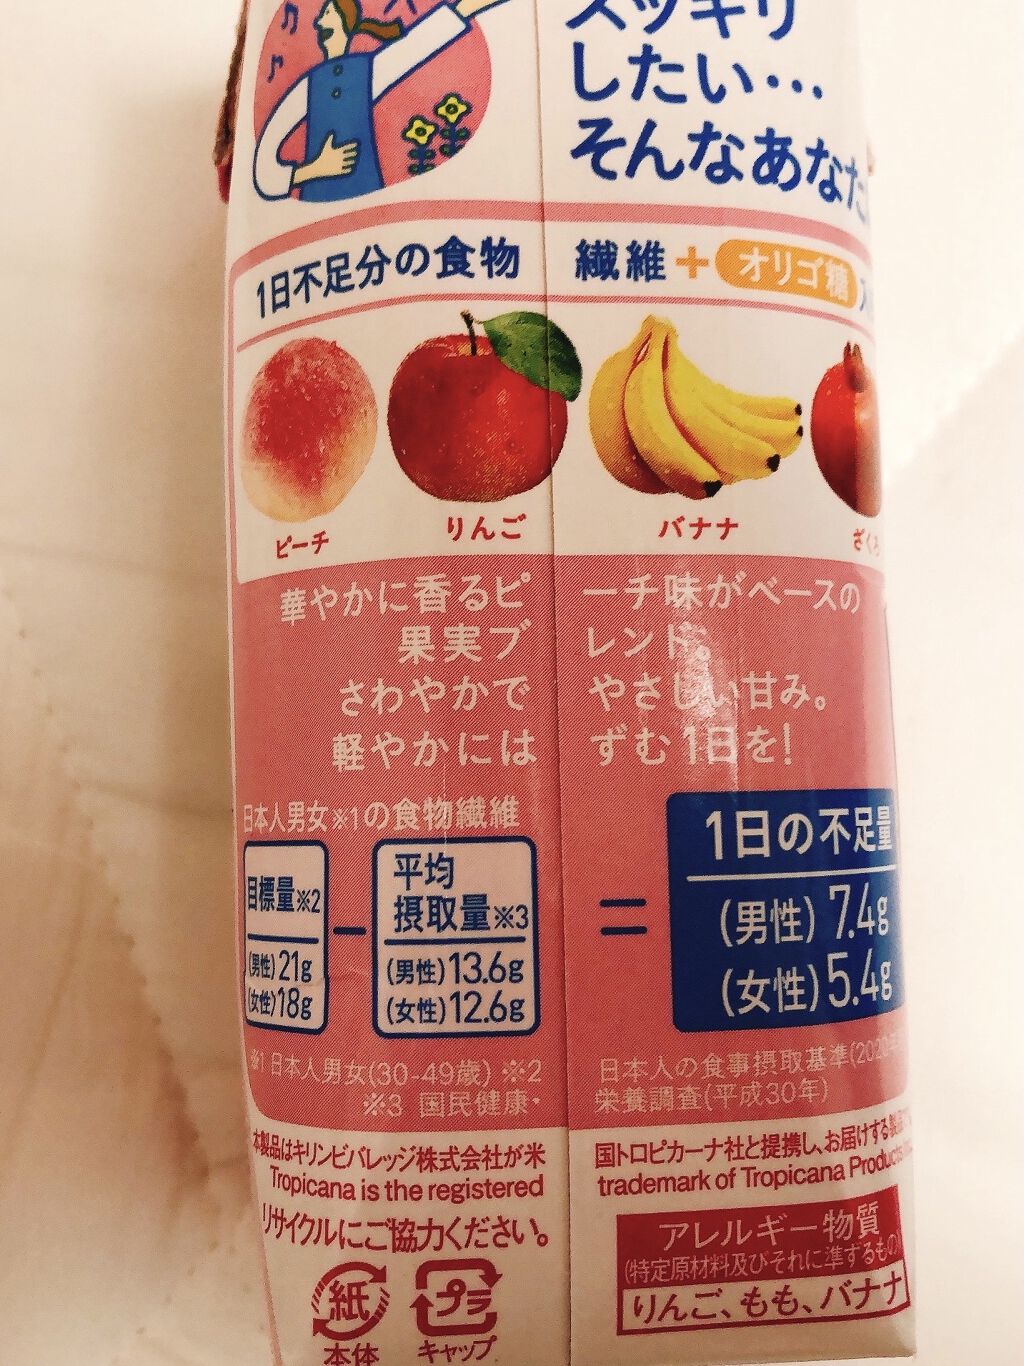 スッキリ
したい…
そんなあなた
1日不足分の食物繊維+オリゴ糖
ピーチ りんご バナナ ざくろ
華やかに香るピーチ味がベースの
果実ブレンド。
さわやかでやさしい甘み。
軽やかにはずむ1日を!
日本人男女※1の食物繊維
目標量※2
(男性)21g
(女性)18g
−
平均
摂取量※3
(男性)13.6g
(女性)12.6g
=
1日の不足量
(男性)7.4g
(女性)5.4g
※1 日本人男女(30-49歳) ※2 日本人の食事摂取基準(2020年
※3 国民健康・栄養調査(平成30年)
本製品はキリンビバレッジ株式会社が米国トロピカーナ社と提携し、お届けする製品
Tropicana is the registered trademark of Tropicana Products
リサイクルにご協力ください。
紙
本体
プラ
キャップ
アレルギー物質
(特定原材料及びそれに準ずるもの)
りんご、もも、バナナ